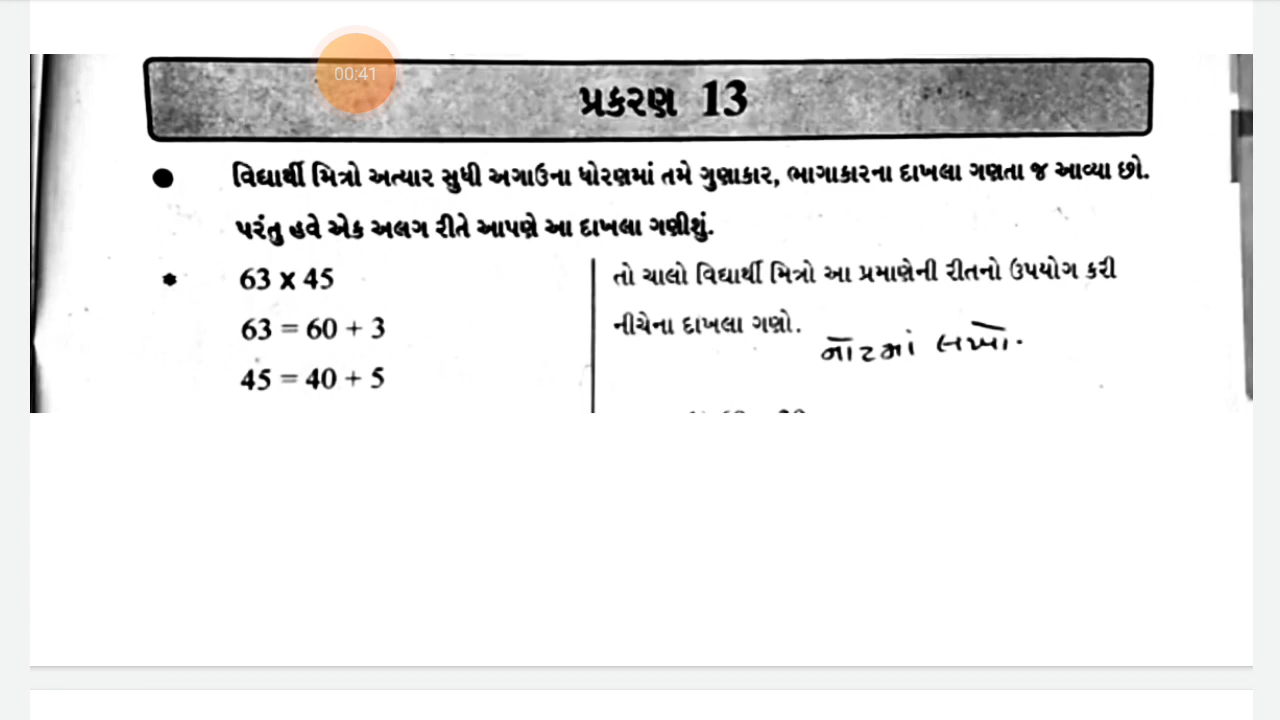 00:41
પ્રકરણ 13
● વિદ્યાર્થી મિત્રો અત્યાર સુધી અગાઉના ધોરણમાં તમે ગુણાકાર, ભાગાકારના દાખલા ગણતા જ આવ્યા છો.
પરંતુ હવે એક અલગ રીતે આપણે આ દાખલા ગણીશું.
* 63 x 45
63 = 60 + 3
45 = 40 + 5
તો ચાલો વિદ્યાર્થી મિત્રો આ પ્રમાણેની રીતનો ઉપયોગ કરી
નીચેના દાખલા ગણો.
નોટમાં લખો.